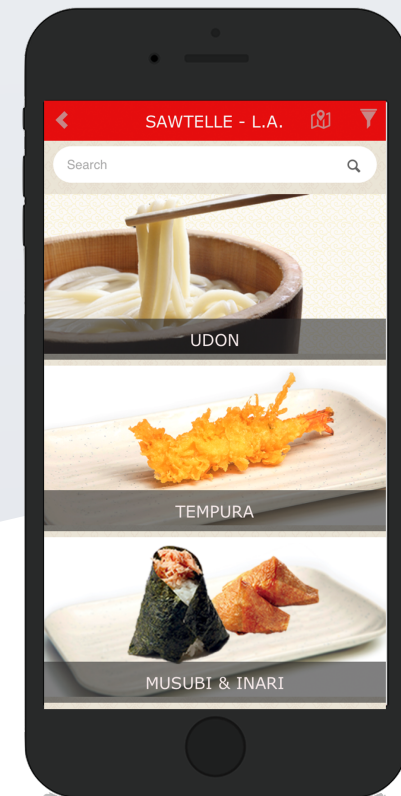 SAWTELLE - L.A.
Search
UDON
TEMPURA
MUSUBI & INARI